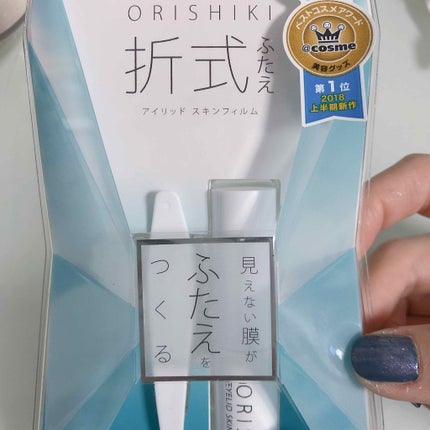 ORISHIKI
折式ふたえ
アイリッド スキンフィルム
ベストコスメアワード
@cosme
美容グッズ
第1位
2018
上半期新作
見えない膜が
ふたえを
つくる
ORIS
EYELID SKIN